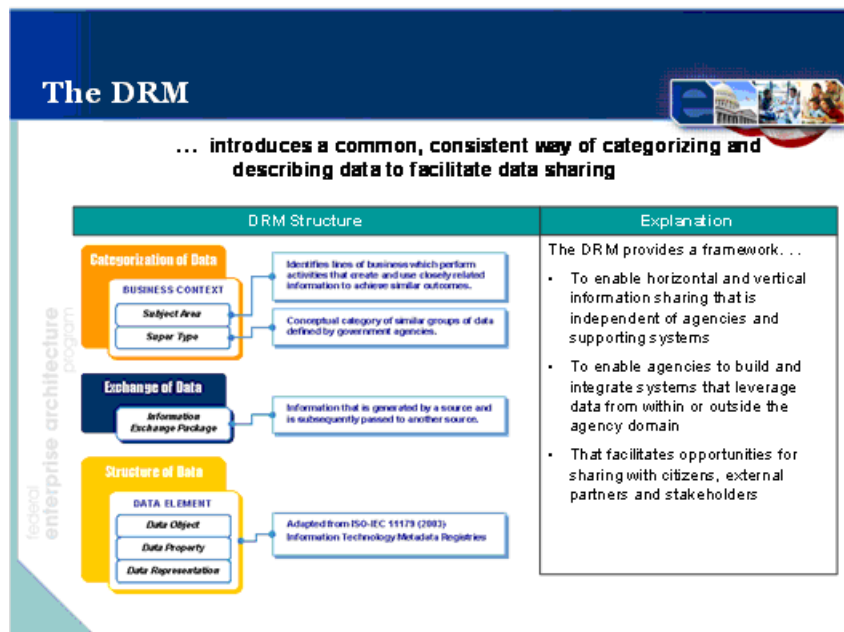 The DRM
... introduces a common, consistent way of categorizing and
describing data to facilitate data sharing
DRM Structure
Explanation
Categorization of Data
BUSINESS CONTEXT
Subject Area
Super Type
Identifies lines of business which perform
activities that create and use closely related
information to achieve similar outcomes.
Conceptual category of similar groups of data
defined by government agencies.
Exchange of Data
Information
Exchange Package
Information that is generated by a source and
is subsequently passed to another source.
Structure of Data
DATA ELEMENT
Data Object
Data Property
Data Representation
Adapted from ISO-IEC 11179 (2003)
Information Technology Metadata Registries
The DRM provides a framework. . .
• To enable horizontal and vertical
information sharing that is
independent of agencies and
supporting systems
• To enable agencies to build and
integrate systems that leverage
data from within or outside the
agency domain
• That facilitates opportunities for
sharing with citizens, external
partners and stakeholders
federal
enterprise architecture
program